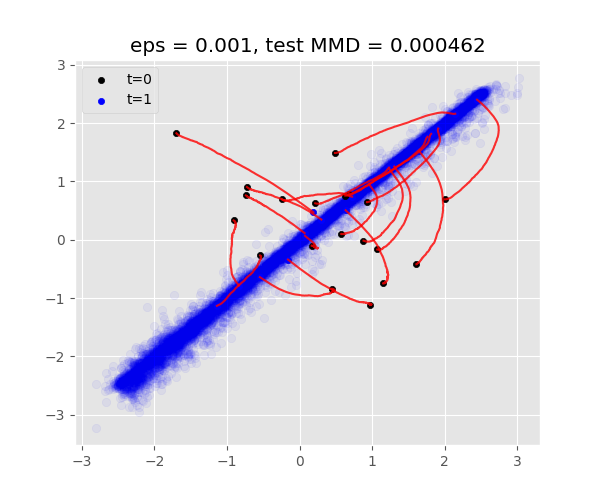 eps = 0.001, test MMD = 0.000462
t=0
t=1
3
2
1
0
−1
−2
−3
−3 −2 −1 0 1 2 3